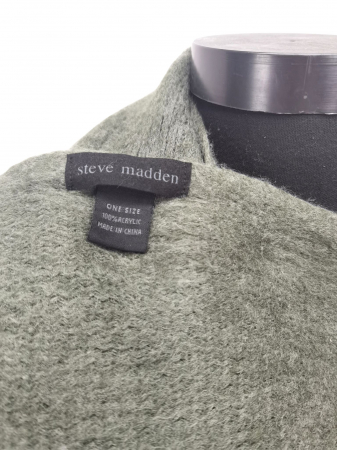 steve madden
ONE SIZE
100% ACRYLIC
MADE IN CHINA